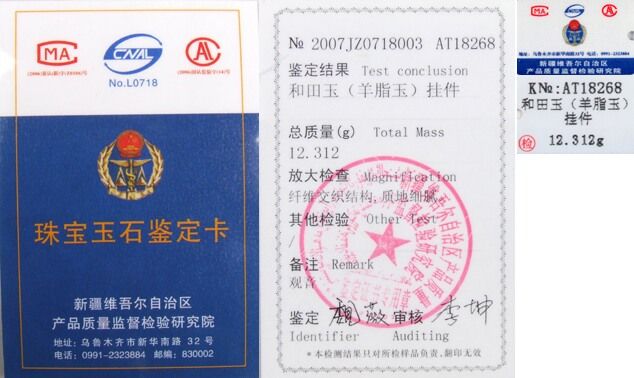 MA
CNAL
AL
No.L0718
珠宝玉石鉴定卡
新疆维吾尔自治区
产品质量监督检验研究院
地址：乌鲁木齐市新华南路 32 号
电话：0991-2323884 邮编：830002
№ 2007JZ0718003 AT18268
鉴定结果 Test conclusion
和田玉（羊脂玉）挂件
总质量(g) Total Mass
12.312
放大检查 Magnification
纤维交织结构,质地细腻。
其他检验 Other Test
/
备注 Remark
观音
鉴定 审核 李坤
Identifier Auditing
*本检测结果只对所检样品负责,翻印无效
MA
CNAL
AL
新疆维吾尔自治区
产品质量监督检验研究院
K№:AT18268
和田玉（羊脂玉）
挂件
检 12.312g